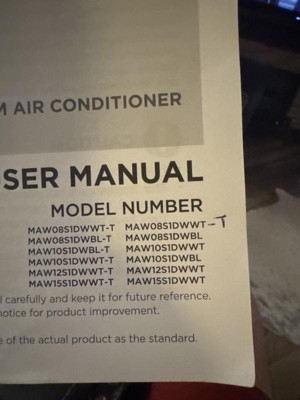 M AIR CONDITIONER
SER MANUAL
MODEL NUMBER
MAW08S1DWWT-T MAW08S1DWWT-T
MAW08S1DWBL-T MAW08S1DWBL
MAW10S1DWBL-T MAW10S1DWWT
MAW10S1DWWT-T MAW10S1DWBL
MAW12S1DWWT-T MAW12S1DWWT
MAW15S1DWWT-T MAW15S1DWWT
l carefully and keep it for future reference.
notice for product improvement.
e of the actual product as the standard.